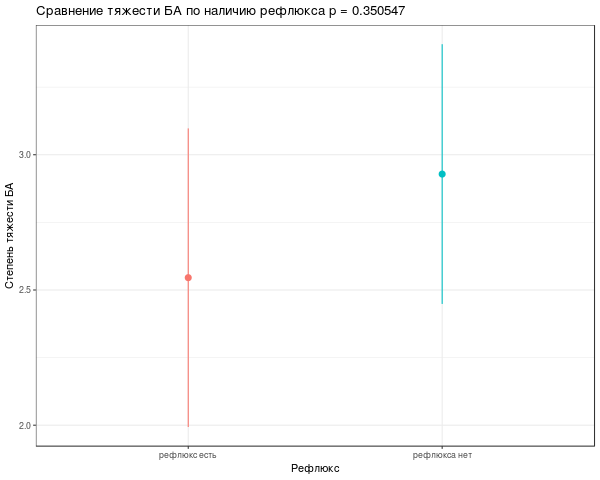 Сравнение тяжести БА по наличию рефлюкса p = 0.350547
Степень тяжести БА
3.0
2.5
2.0
рефлюкс есть
рефлюкса нет
Рефлюкс